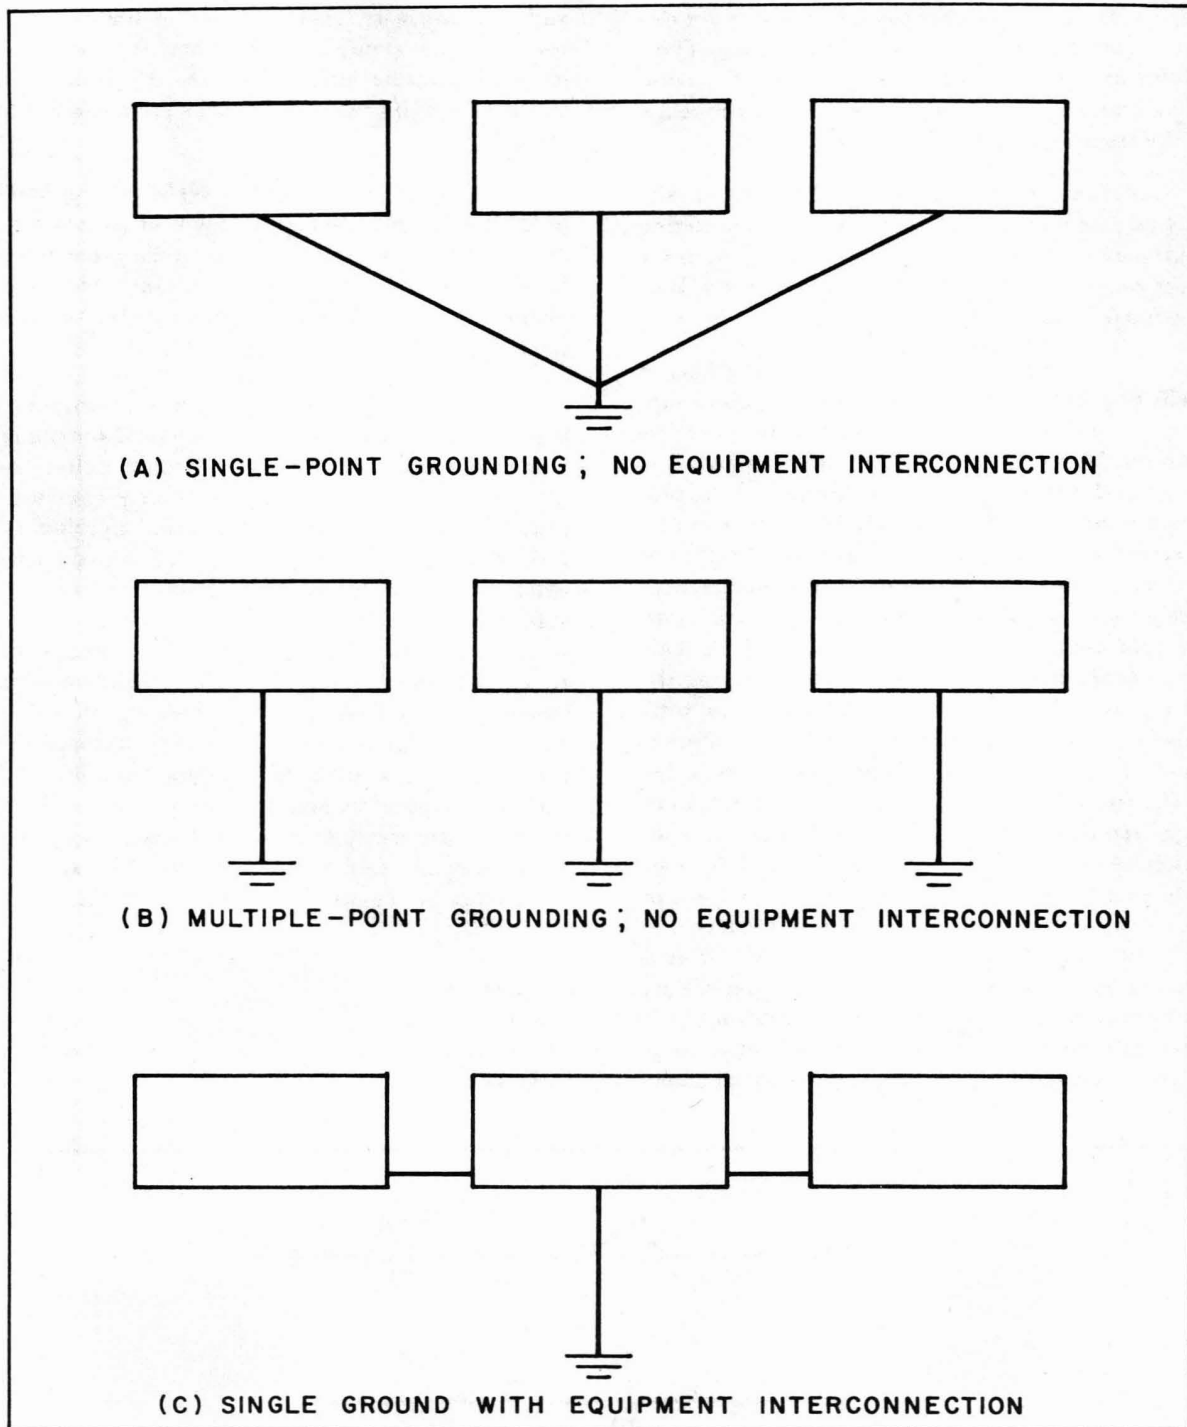 (A) SINGLE-POINT GROUNDING; NO EQUIPMENT INTERCONNECTION
(B) MULTIPLE-POINT GROUNDING; NO EQUIPMENT INTERCONNECTION
(C) SINGLE GROUND WITH EQUIPMENT INTERCONNECTION